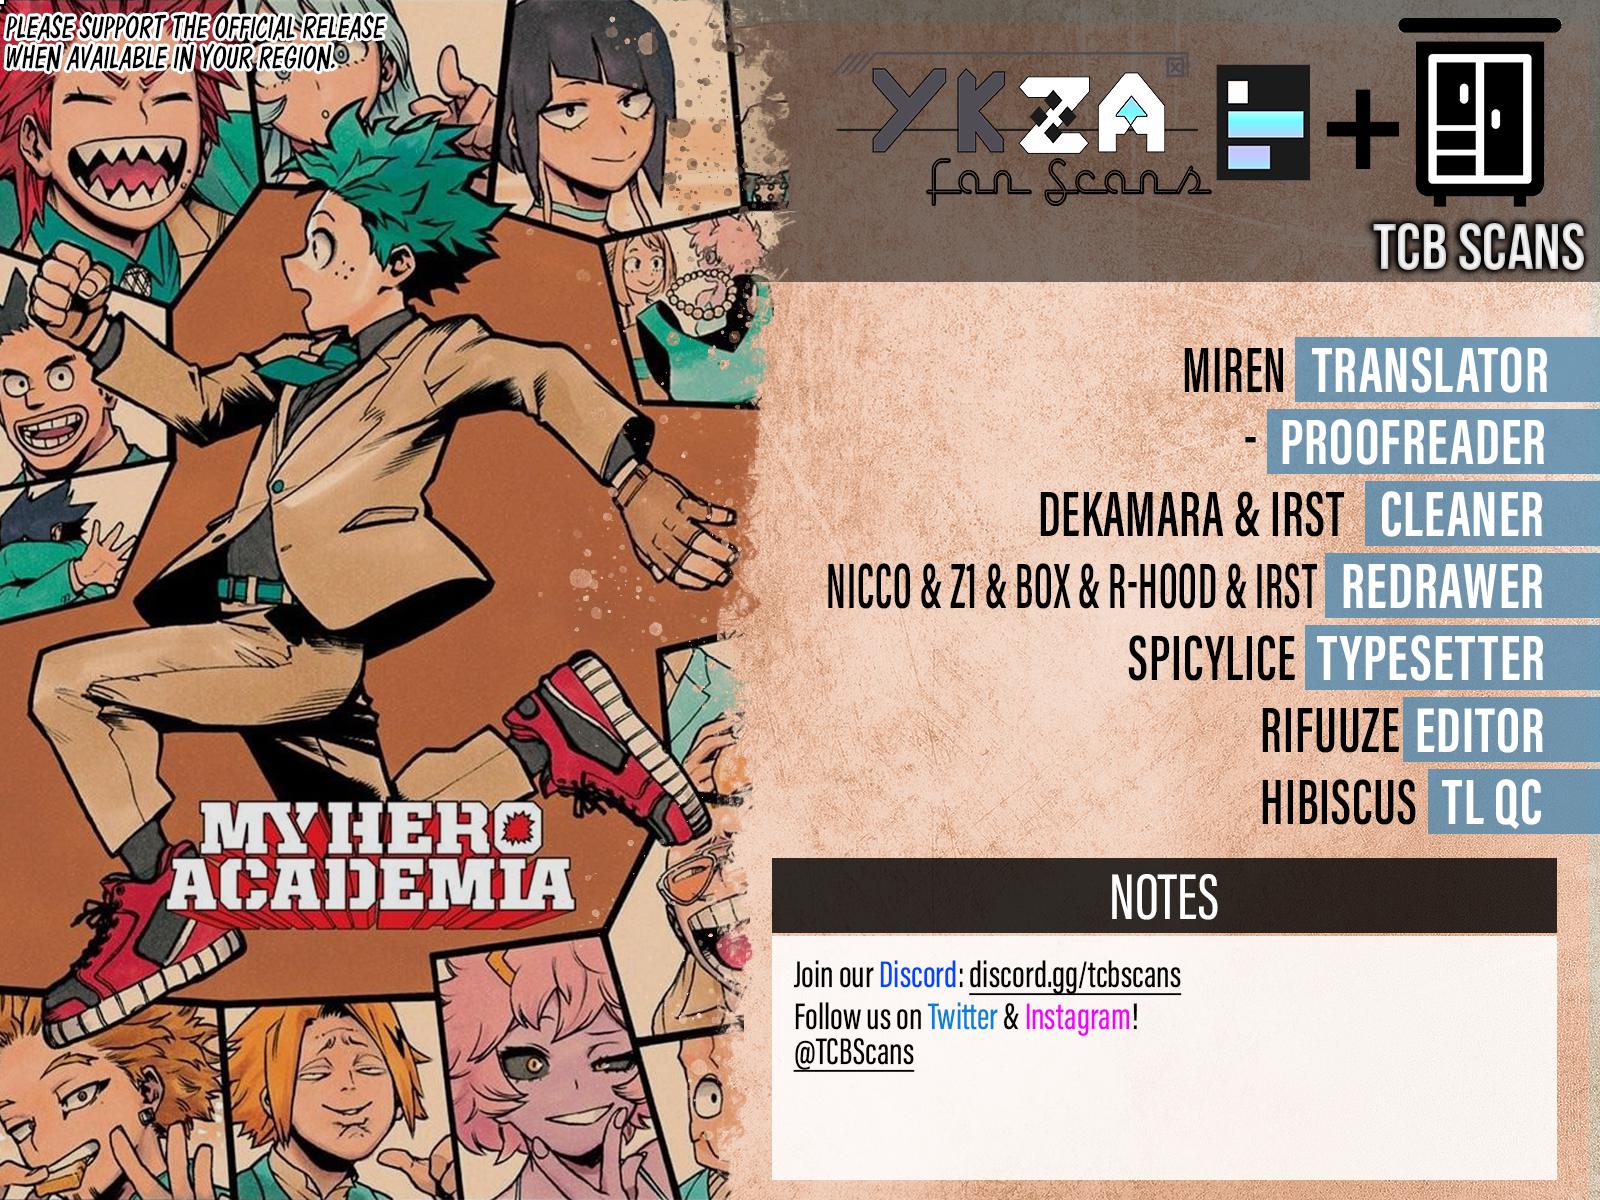 PLEASE SUPPORT THE OFFICIAL RELEASE
WHEN AVAILABLE IN YOUR REGION.
YKZA
fan Scans
TCB SCANS
MIREN TRANSLATOR
- PROOFREADER
DEKAMARA & IRST CLEANER
NICCO & Z1 & BOX & R-HOOD & IRST REDRAWER
SPICYLICE TYPESETTER
RIFUUZE EDITOR
HIBISCUS TL QC
MY HERO
ACADEMIA
NOTES
Join our Discord: discord.gg/tcbscans
Follow us on Twitter & Instagram!
@TCBScans